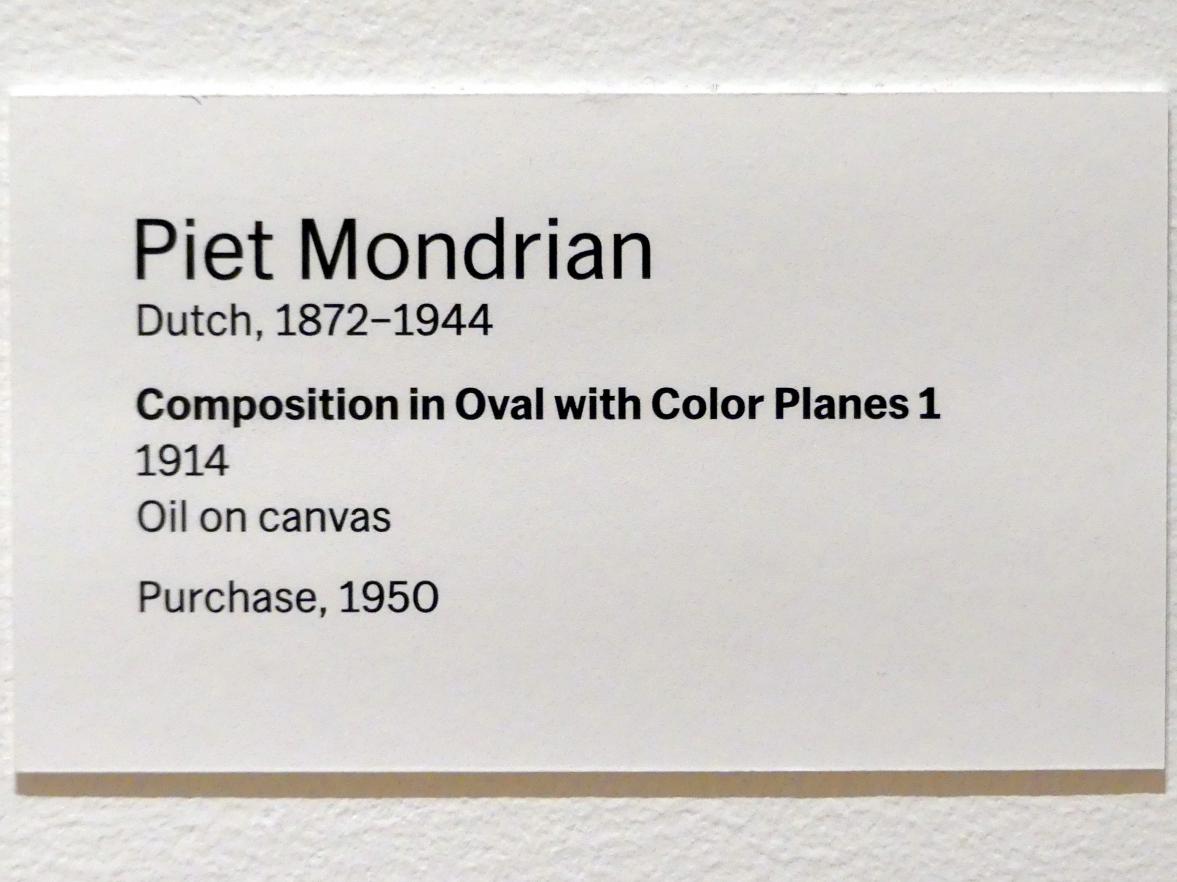 Piet Mondrian
Dutch, 1872–1944
Composition in Oval with Color Planes 1
1914
Oil on canvas
Purchase, 1950